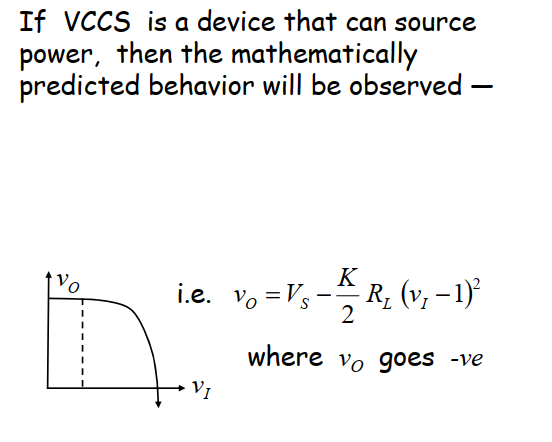 If VCCS is a device that can source
power, then the mathematically
predicted behavior will be observed —
v_O
i.e. v_O = V_S − K/2 R_L (v_I − 1)²
where v_O goes -ve
v_I